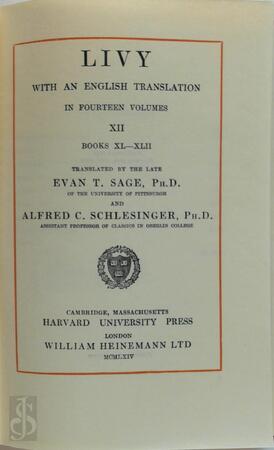 LIVY
WITH AN ENGLISH TRANSLATION
IN FOURTEEN VOLUMES
XII
BOOKS XL—XLII
TRANSLATED BY THE LATE
EVAN T. SAGE, PH.D.
OF THE UNIVERSITY OF PITTSBURGH
AND
ALFRED C. SCHLESINGER, PH.D.
ASSISTANT PROFESSOR OF CLASSICS IN OBERLIN COLLEGE
CAMBRIDGE, MASSACHUSETTS
HARVARD UNIVERSITY PRESS
LONDON
WILLIAM HEINEMANN LTD
MCMLXIV